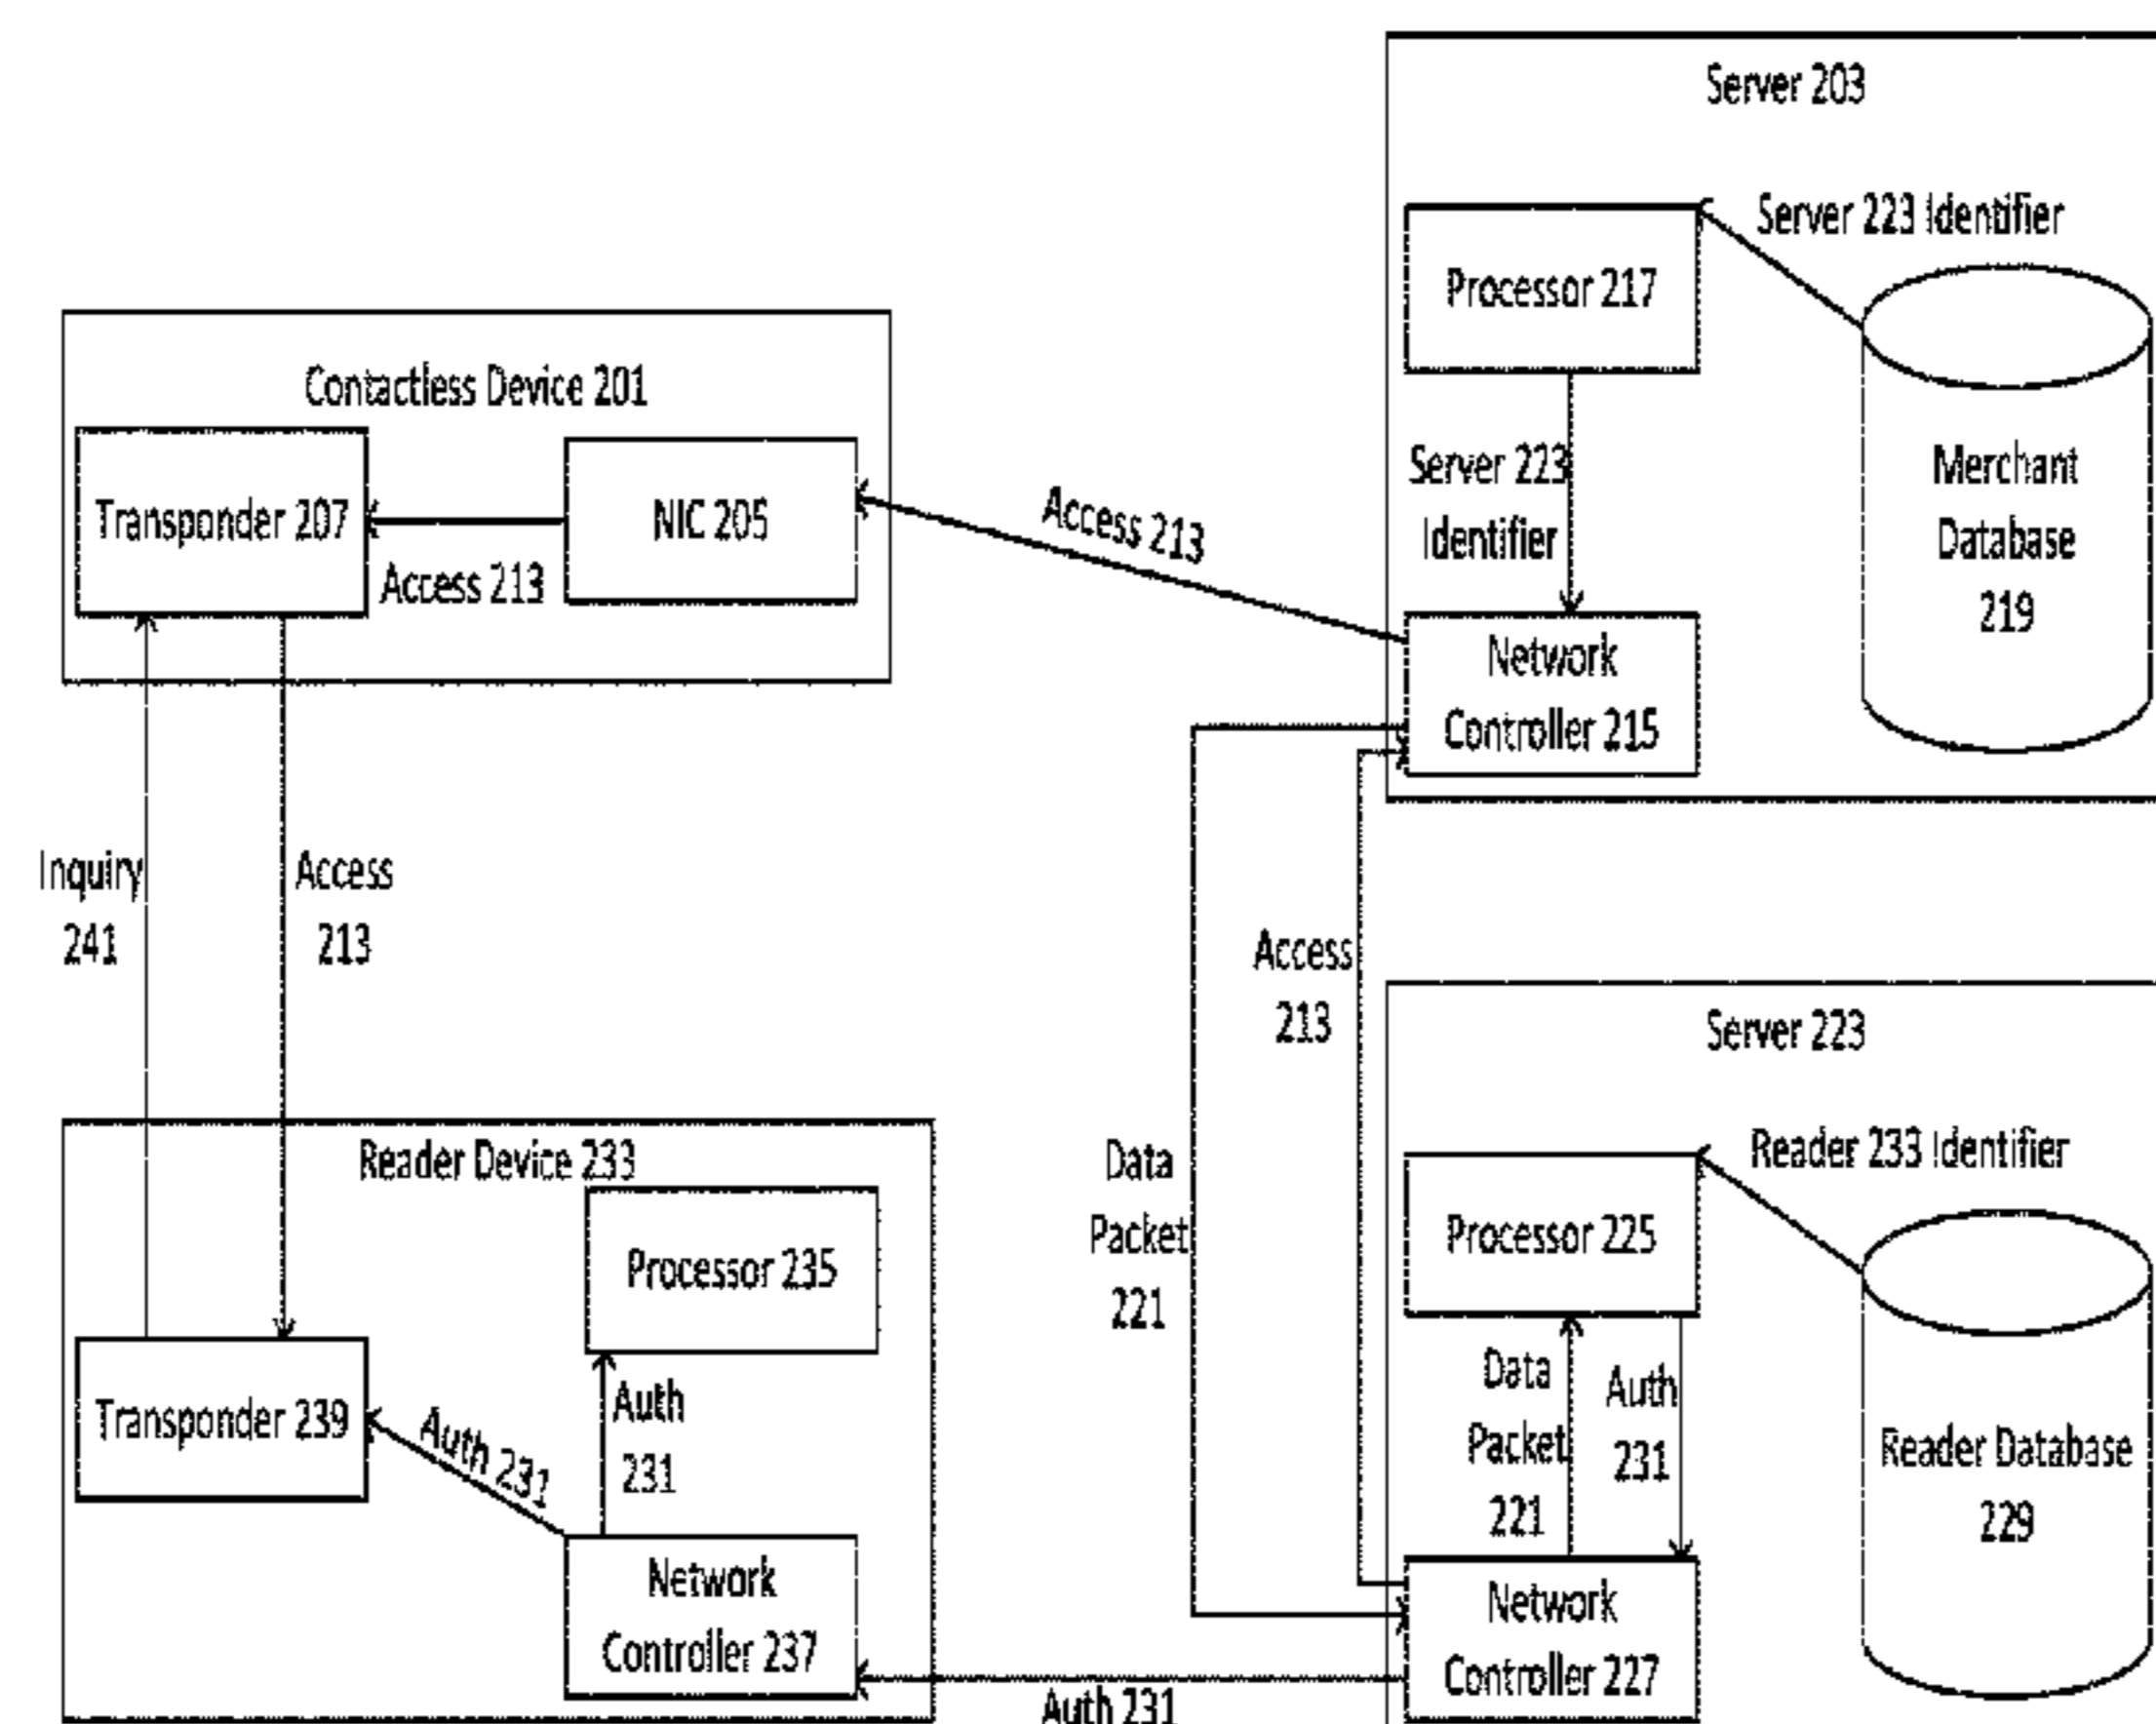 Server 203
Server 223 Identifier
Processor 217
Contactless Device 201
Transponder 207
NIC 205
Access 213
Access 213
Server 223
Identifier
Merchant
Database
219
Network
Controller 215
Inquiry
241
Access
213
Access
213
Server 223
Reader Device 233
Data
Packet
221
Reader 233 Identifier
Processor 225
Processor 235
Transponder 239
Auth 231
Auth
231
Data
Packet
221
Auth
231
Reader Database
229
Network
Controller 237
Network
Controller 227
Auth 231